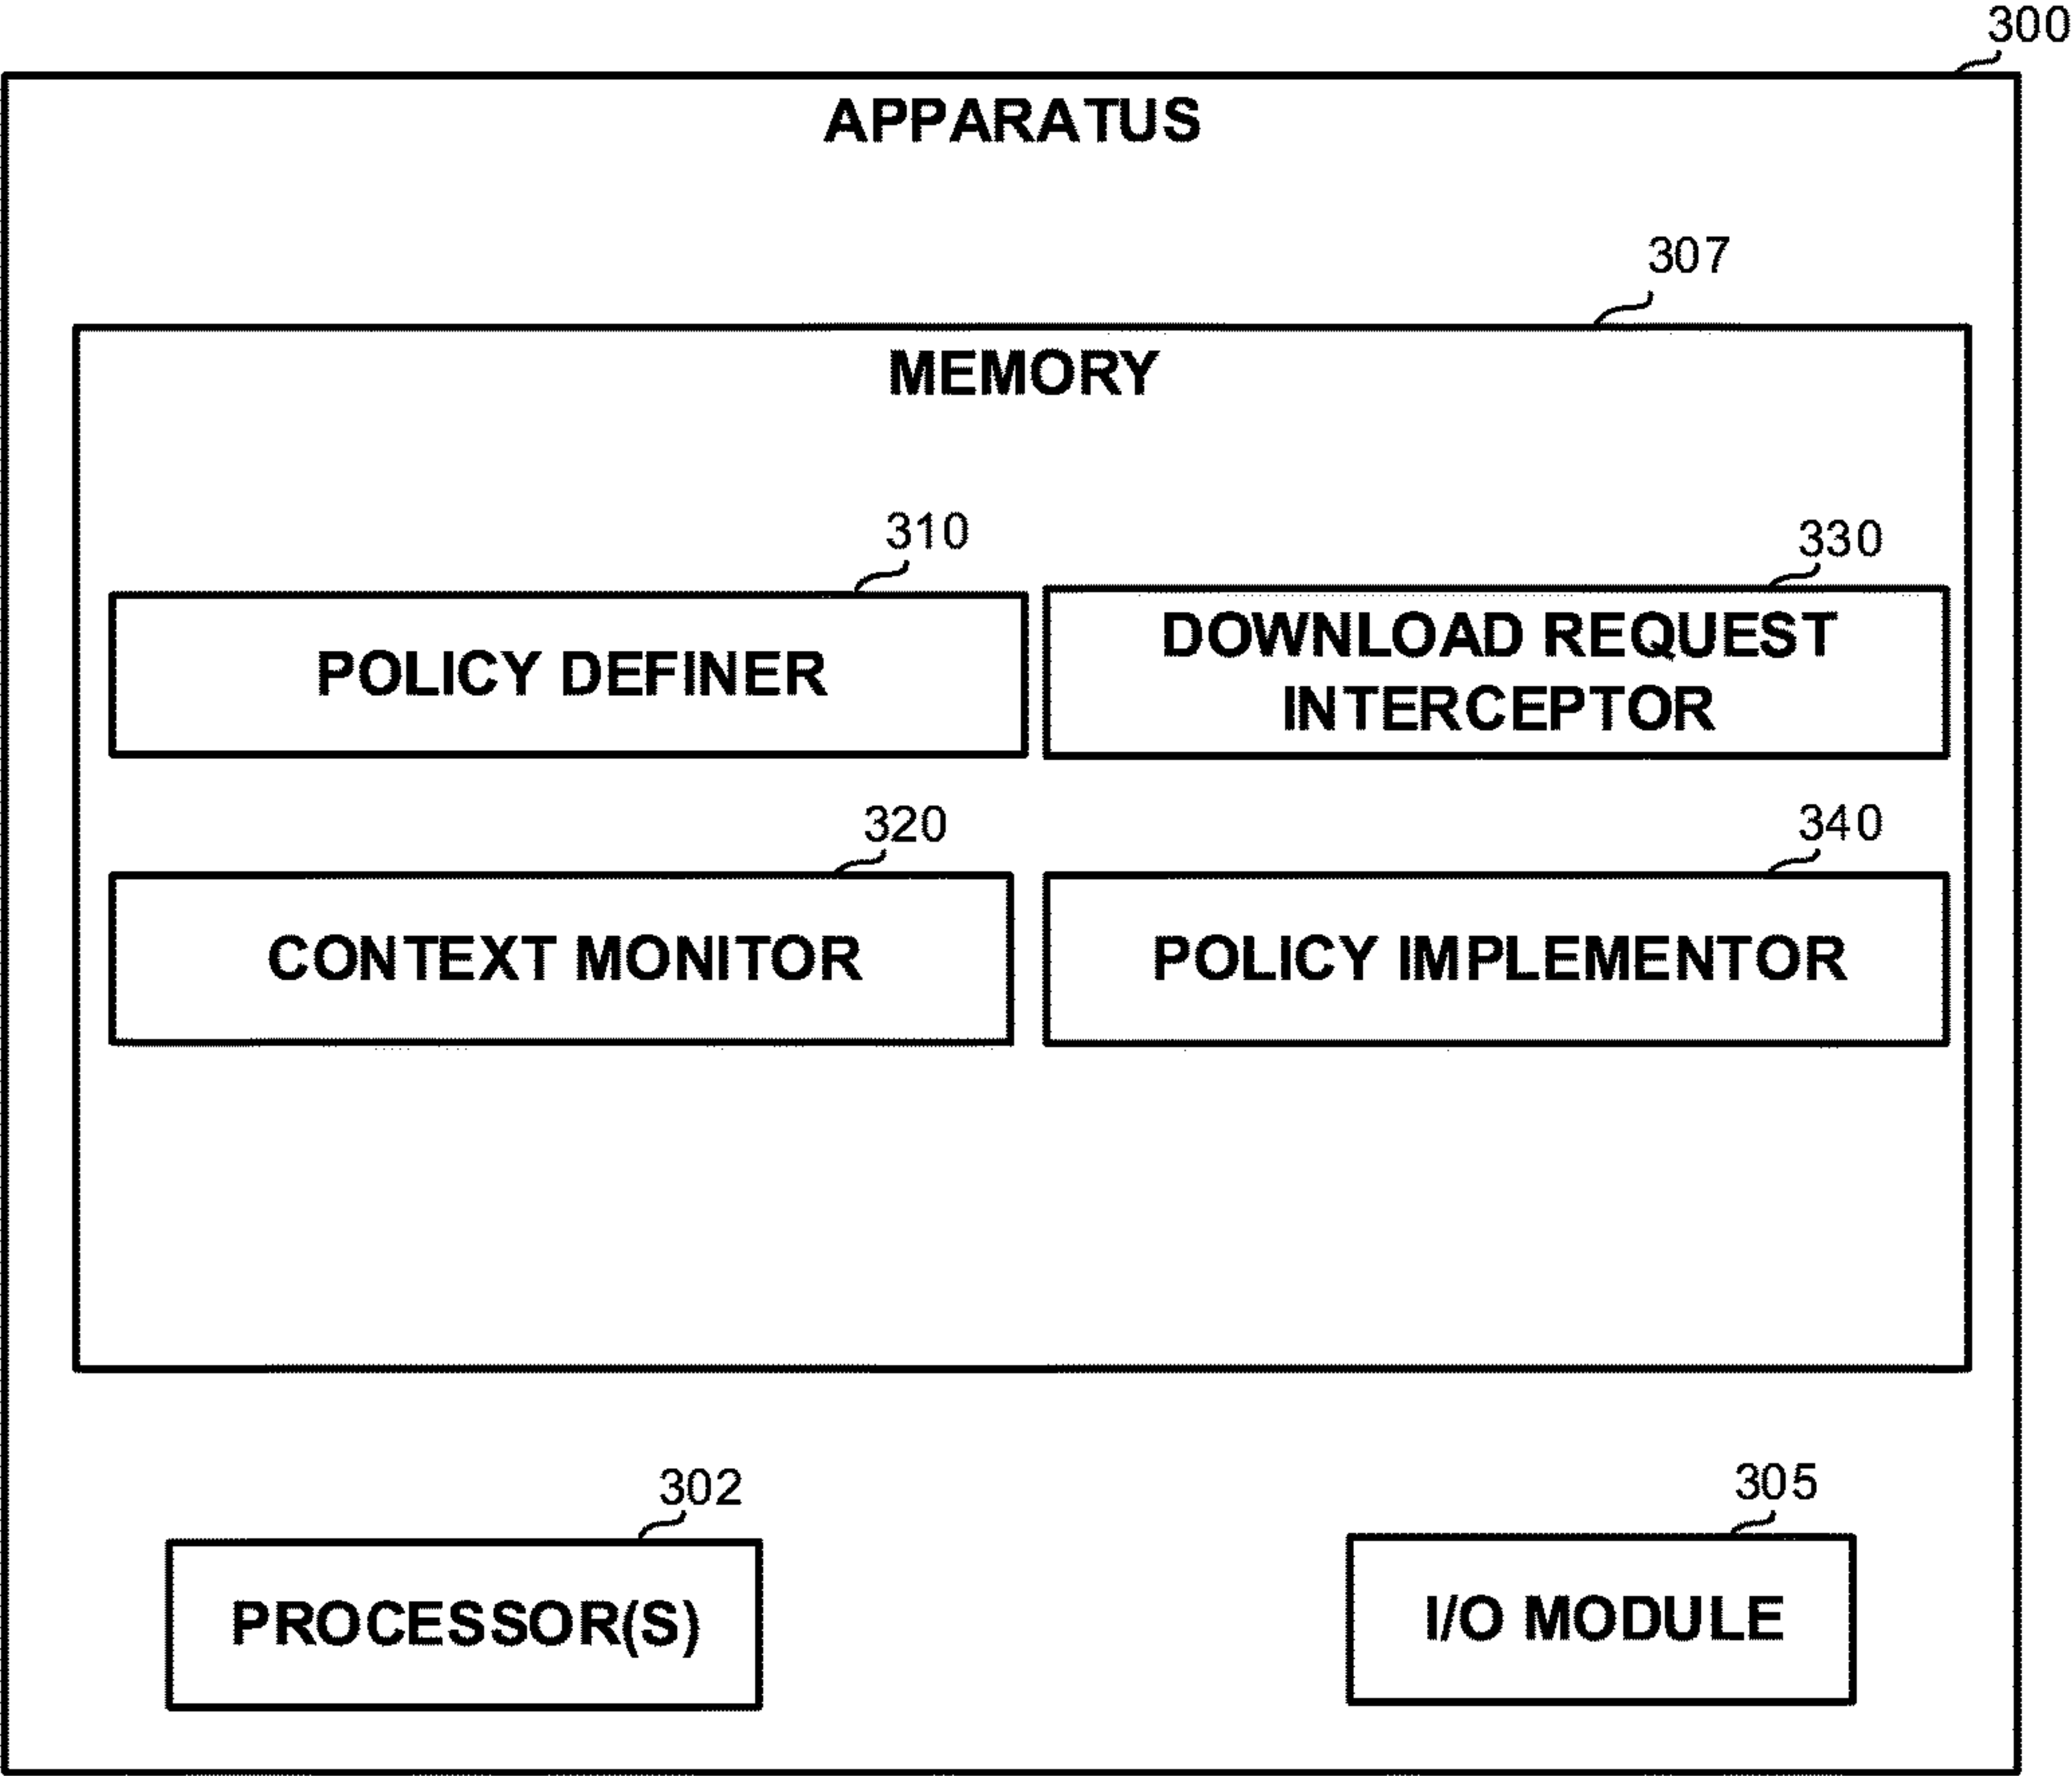 300
APPARATUS
307
MEMORY
310
330
POLICY DEFINER
DOWNLOAD REQUEST
INTERCEPTOR
320
340
CONTEXT MONITOR
POLICY IMPLEMENTOR
302
305
PROCESSOR(S)
I/O MODULE